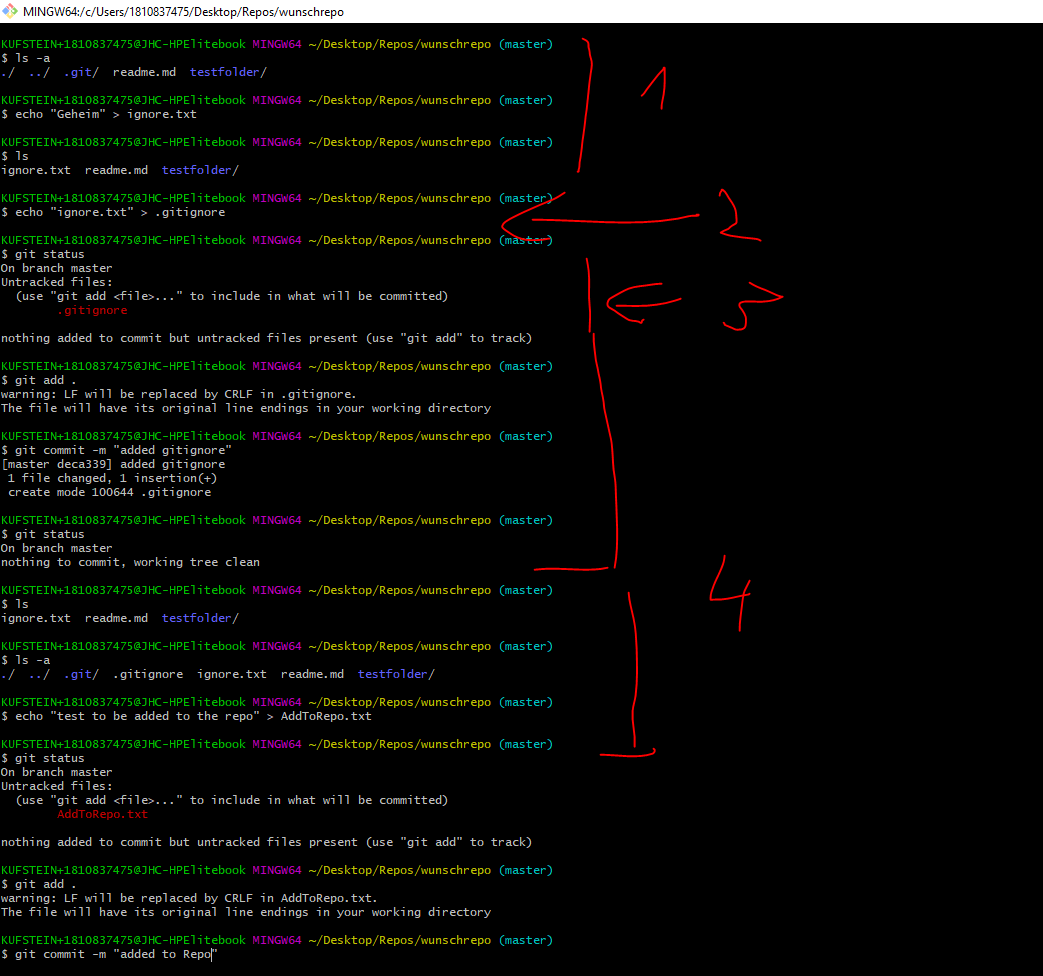 MINGW64:/c/Users/1810837475/Desktop/Repos/wunschrepo
KUFSTEIN+1810837475@JHC-HPElitebook MINGW64 ~/Desktop/Repos/wunschrepo (master)
$ ls -a
./ ../ .git/ readme.md testfolder/
1
KUFSTEIN+1810837475@JHC-HPElitebook MINGW64 ~/Desktop/Repos/wunschrepo (master)
$ echo "Geheim" > ignore.txt
KUFSTEIN+1810837475@JHC-HPElitebook MINGW64 ~/Desktop/Repos/wunschrepo (master)
$ ls
ignore.txt readme.md testfolder/
KUFSTEIN+1810837475@JHC-HPElitebook MINGW64 ~/Desktop/Repos/wunschrepo (master)
$ echo "ignore.txt" > .gitignore
2
KUFSTEIN+1810837475@JHC-HPElitebook MINGW64 ~/Desktop/Repos/wunschrepo (master)
$ git status
On branch master
Untracked files:
(use "git add <file>..." to include in what will be committed)
3
.gitignore
nothing added to commit but untracked files present (use "git add" to track)
KUFSTEIN+1810837475@JHC-HPElitebook MINGW64 ~/Desktop/Repos/wunschrepo (master)
$ git add .
warning: LF will be replaced by CRLF in .gitignore.
The file will have its original line endings in your working directory
KUFSTEIN+1810837475@JHC-HPElitebook MINGW64 ~/Desktop/Repos/wunschrepo (master)
$ git commit -m "added gitignore"
[master deca339] added gitignore
1 file changed, 1 insertion(+)
create mode 100644 .gitignore
KUFSTEIN+1810837475@JHC-HPElitebook MINGW64 ~/Desktop/Repos/wunschrepo (master)
$ git status
On branch master
nothing to commit, working tree clean
KUFSTEIN+1810837475@JHC-HPElitebook MINGW64 ~/Desktop/Repos/wunschrepo (master)
4
$ ls
ignore.txt readme.md testfolder/
KUFSTEIN+1810837475@JHC-HPElitebook MINGW64 ~/Desktop/Repos/wunschrepo (master)
$ ls -a
./ ../ .git/ .gitignore ignore.txt readme.md testfolder/
KUFSTEIN+1810837475@JHC-HPElitebook MINGW64 ~/Desktop/Repos/wunschrepo (master)
$ echo "test to be added to the repo" > AddToRepo.txt
KUFSTEIN+1810837475@JHC-HPElitebook MINGW64 ~/Desktop/Repos/wunschrepo (master)
$ git status
On branch master
Untracked files:
(use "git add <file>..." to include in what will be committed)
AddToRepo.txt
nothing added to commit but untracked files present (use "git add" to track)
KUFSTEIN+1810837475@JHC-HPElitebook MINGW64 ~/Desktop/Repos/wunschrepo (master)
$ git add .
warning: LF will be replaced by CRLF in AddToRepo.txt.
The file will have its original line endings in your working directory
KUFSTEIN+1810837475@JHC-HPElitebook MINGW64 ~/Desktop/Repos/wunschrepo (master)
$ git commit -m "added to Repo"